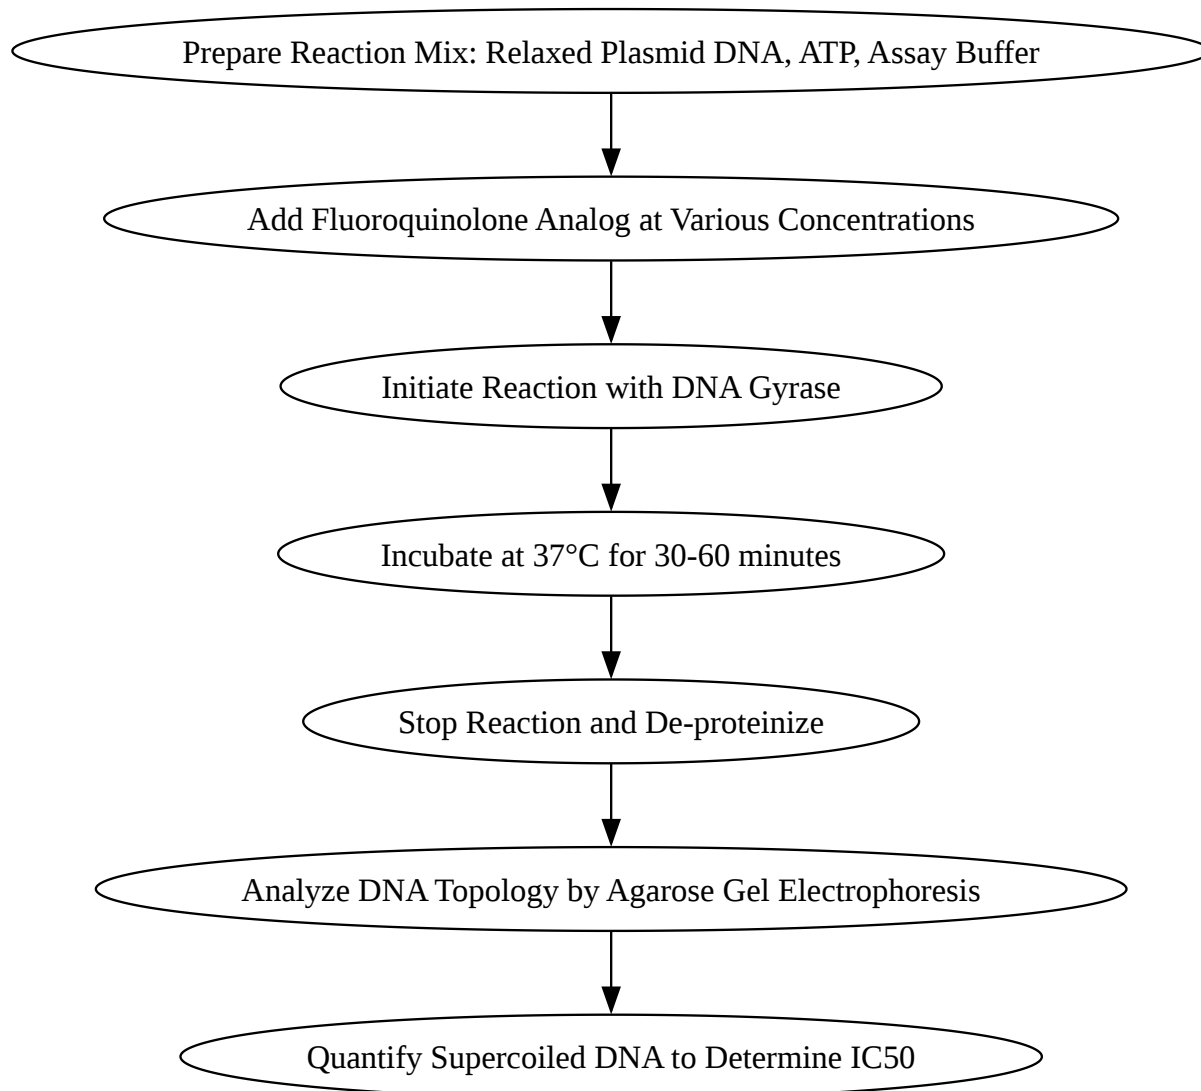 Prepare Reaction Mix: Relaxed Plasmid DNA, ATP, Assay Buffer
Add Fluoroquinolone Analog at Various Concentrations
Initiate Reaction with DNA Gyrase
Incubate at 37°C for 30-60 minutes
Stop Reaction and De-proteinize
Analyze DNA Topology by Agarose Gel Electrophoresis
Quantify Supercoiled DNA to Determine IC50